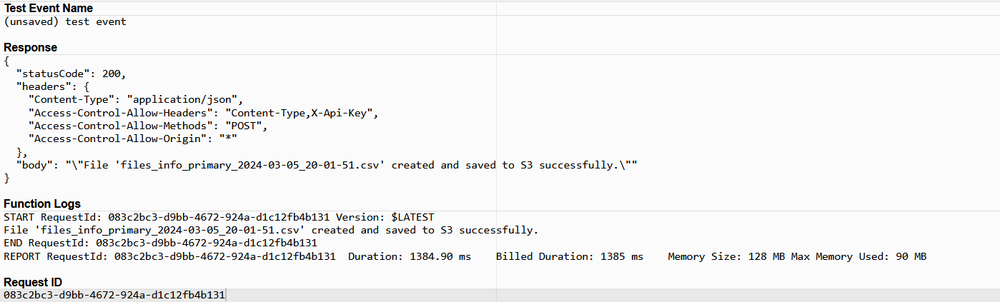 Test Event Name
(unsaved) test event
Response
{
  "statusCode": 200,
  "headers": {
    "Content-Type": "application/json",
    "Access-Control-Allow-Headers": "Content-Type,X-Api-Key",
    "Access-Control-Allow-Methods": "POST",
    "Access-Control-Allow-Origin": "*"
  },
  "body": "\"File 'files_info_primary_2024-03-05_20-01-51.csv' created and saved to S3 successfully.\""
}
Function Logs
START RequestId: 083c2bc3-d9bb-4672-924a-d1c12fb4b131 Version: $LATEST
File 'files_info_primary_2024-03-05_20-01-51.csv' created and saved to S3 successfully.
END RequestId: 083c2bc3-d9bb-4672-924a-d1c12fb4b131
REPORT RequestId: 083c2bc3-d9bb-4672-924a-d1c12fb4b131  Duration: 1384.90 ms    Billed Duration: 1385 ms    Memory Size: 128 MB Max Memory Used: 90 MB
Request ID
083c2bc3-d9bb-4672-924a-d1c12fb4b131